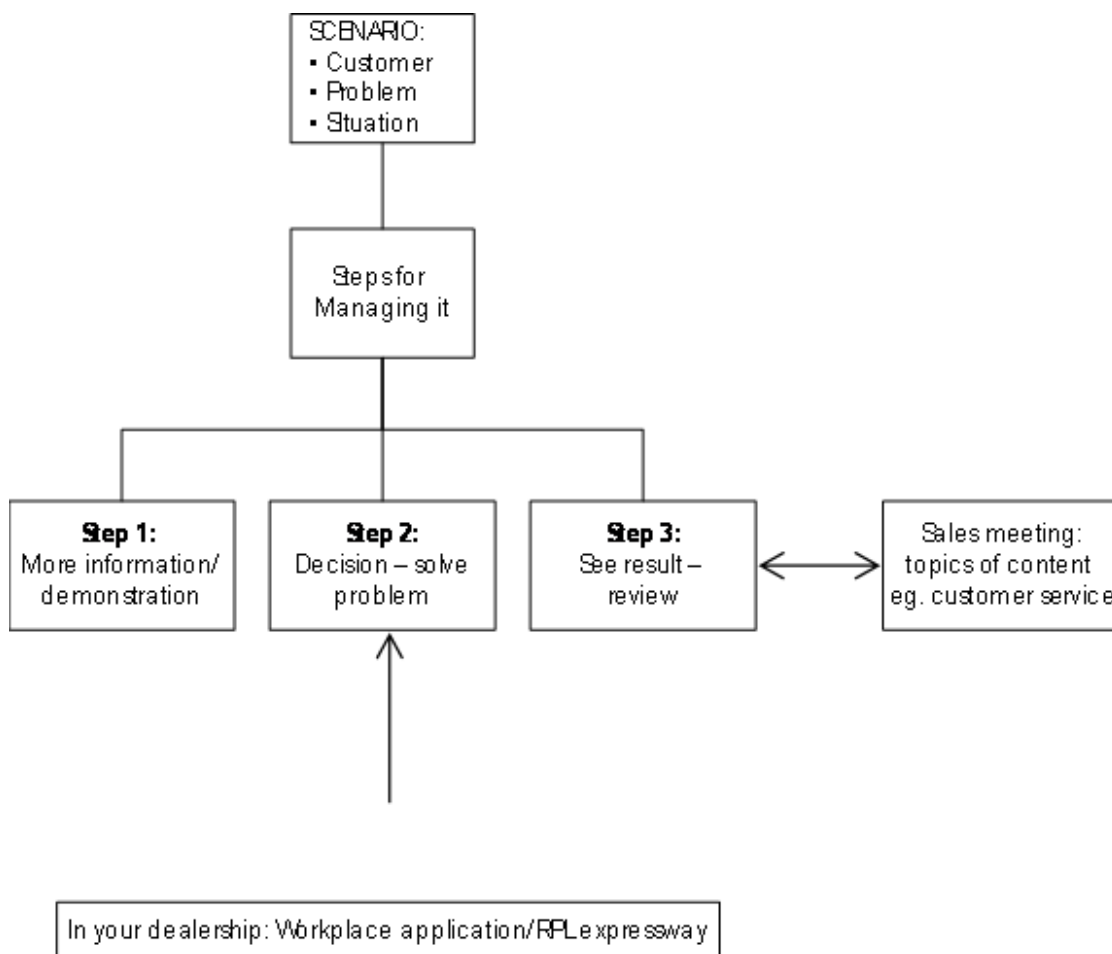 SCENARIO:
▪ Customer
▪ Problem
▪ Situation
Steps for
Managing it
Step 1:
More information/
demonstration
Step 2:
Decision – solve
problem
Step 3:
See result –
review
Sales meeting:
topics of content
eg. customer service
In your dealership: Workplace application/RPL expressway